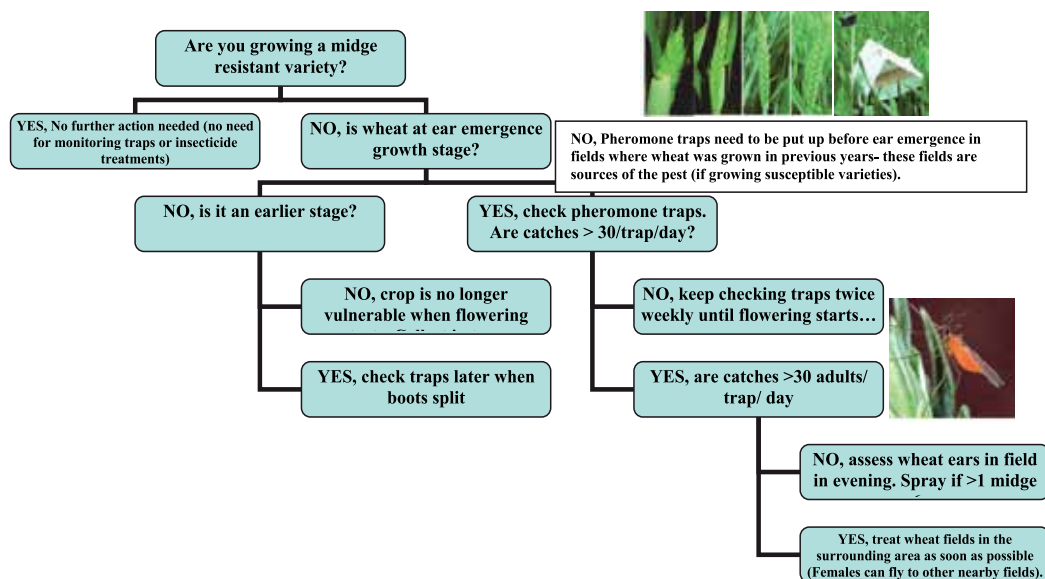 Are you growing a midge
resistant variety?
YES, No further action needed (no need
for monitoring traps or insecticide
treatments)
NO, is wheat at ear emergence
growth stage?
NO, Pheromone traps need to be put up before ear emergence in
fields where wheat was grown in previous years- these fields are
sources of the pest (if growing susceptible varieties).
NO, is it an earlier stage?
YES, check pheromone traps.
Are catches > 30/trap/day?
NO, crop is no longer
vulnerable when flowering
NO, keep checking traps twice
weekly until flowering starts…
YES, check traps later when
boots split
YES, are catches >30 adults/
trap/ day
NO, assess wheat ears in field
in evening. Spray if >1 midge
YES, treat wheat fields in the
surrounding area as soon as possible
(Females can fly to other nearby fields).